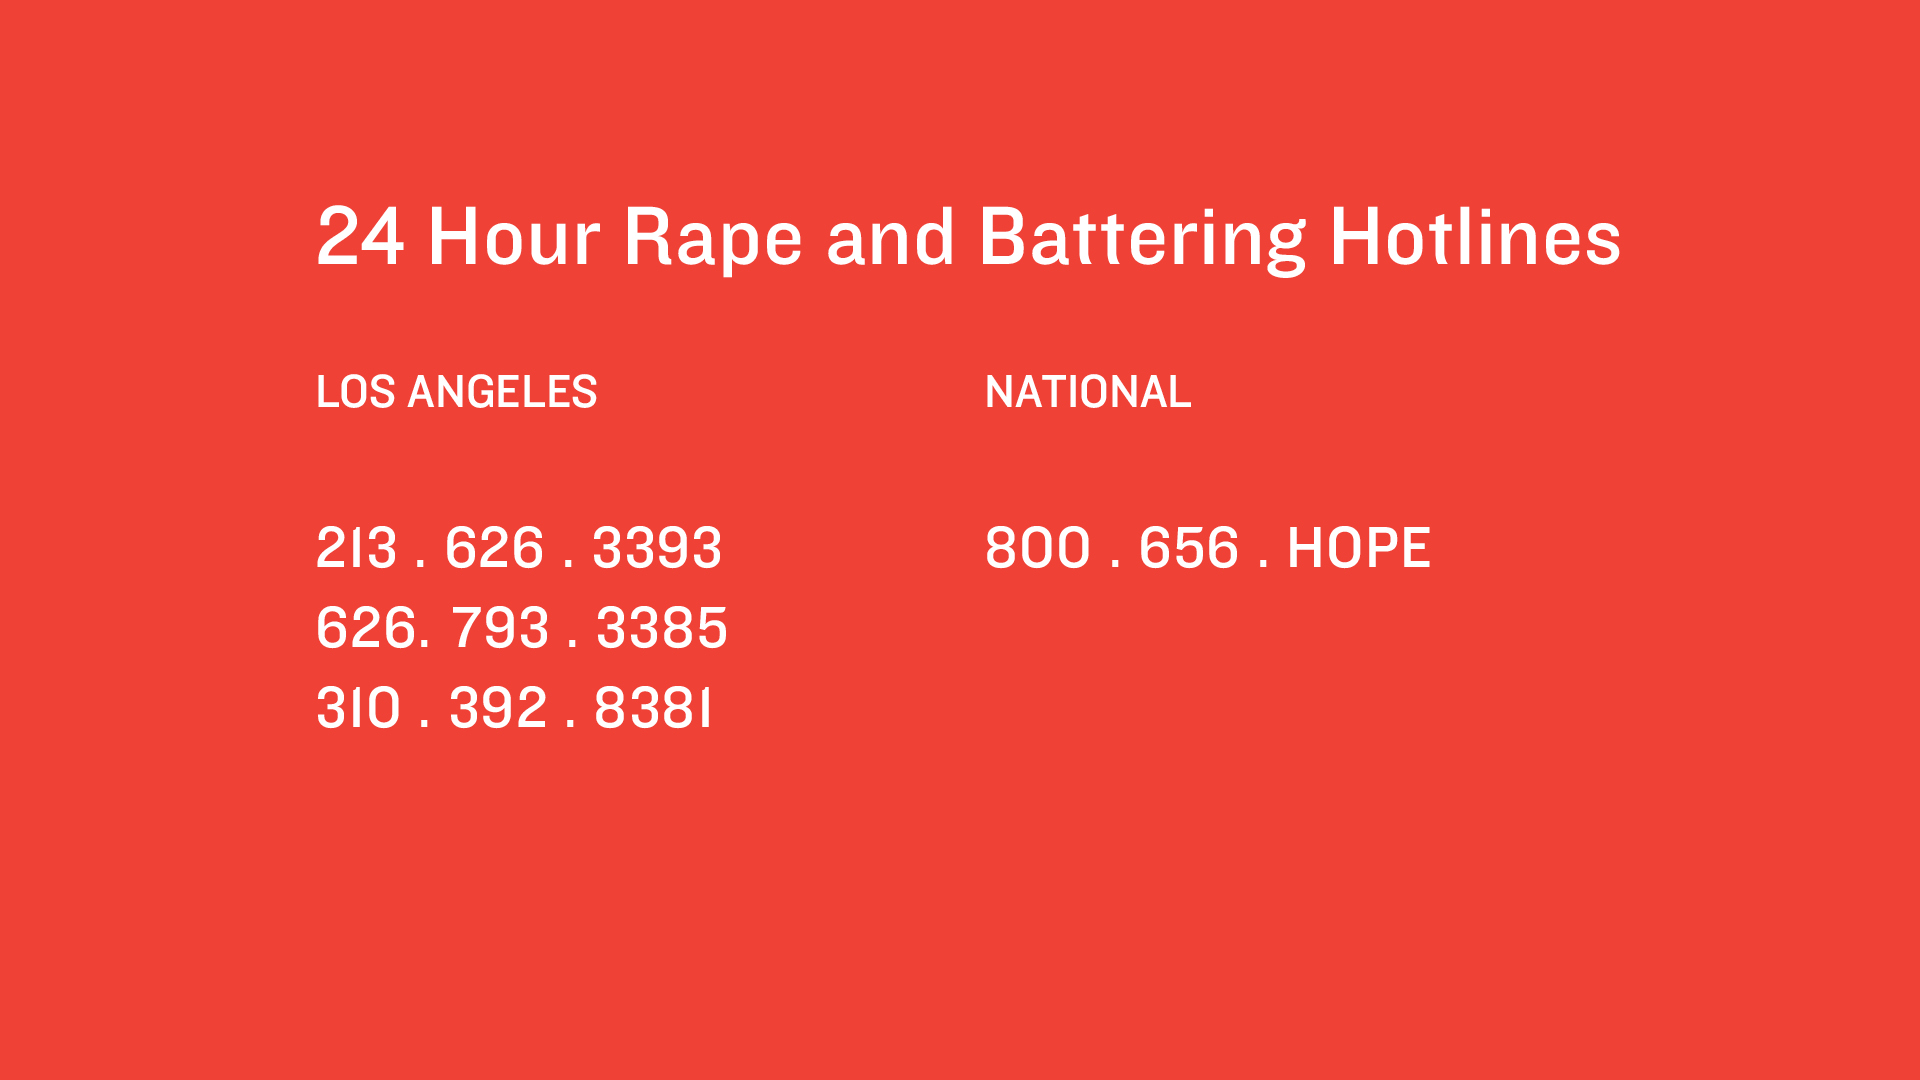 24 Hour Rape and Battering Hotlines
LOS ANGELES
213 . 626 . 3393
626. 793 . 3385
310 . 392 . 8381
NATIONAL
800 . 656 . HOPE